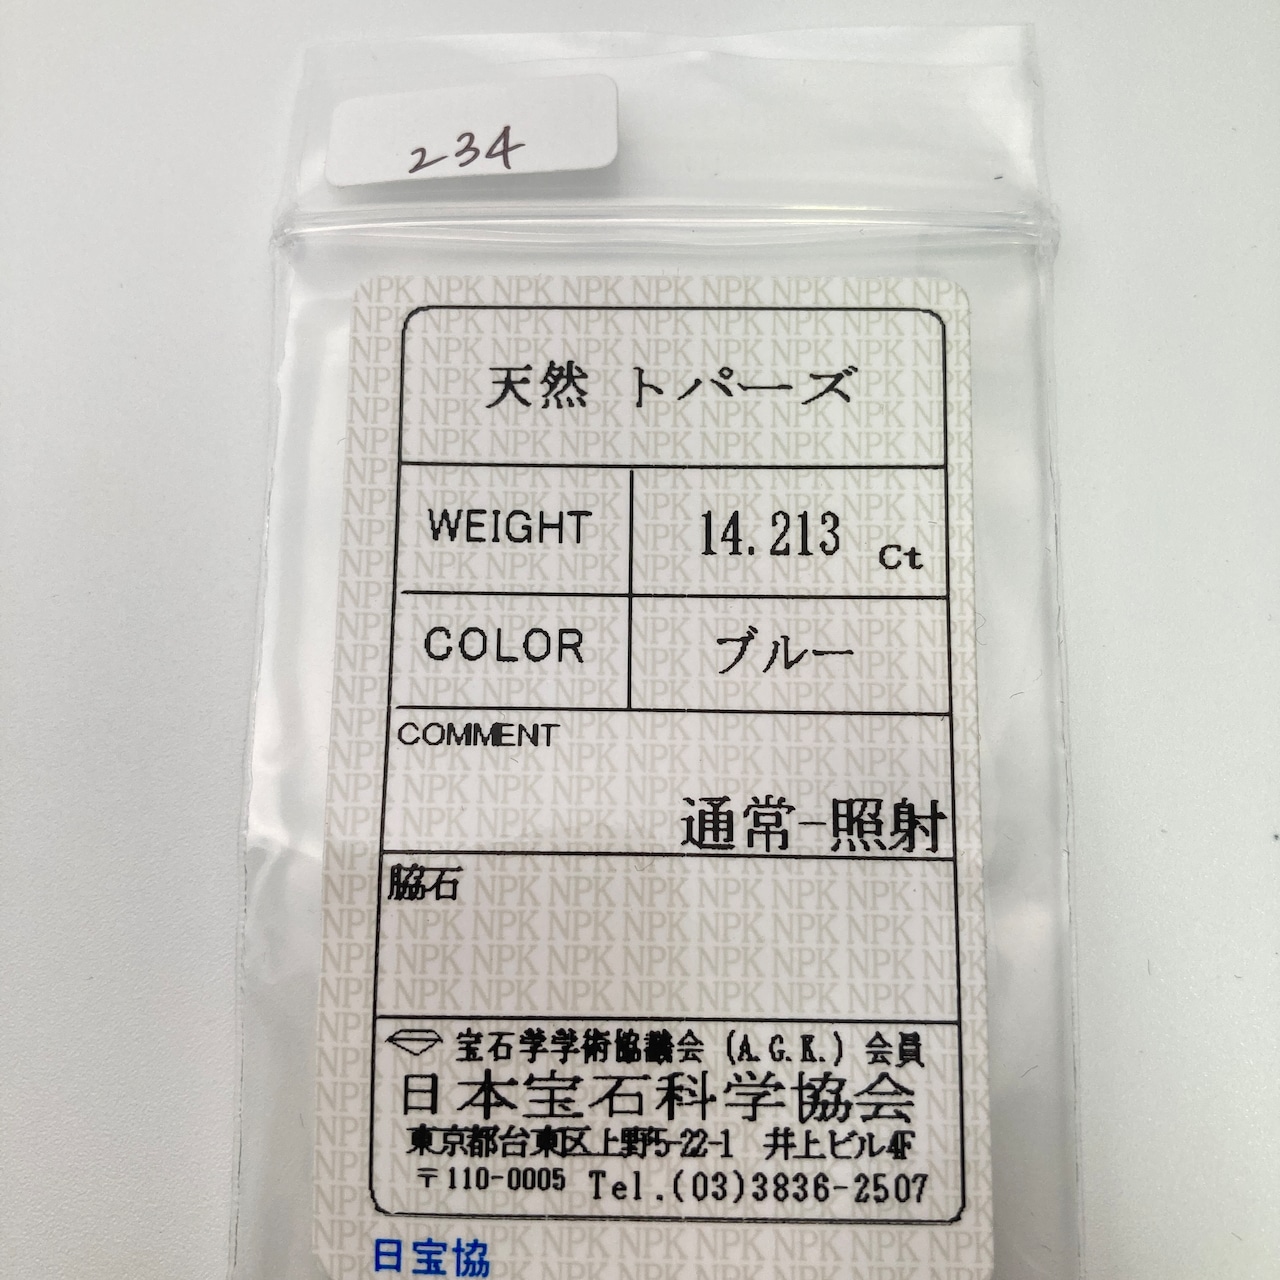 234
天然 トパーズ
WEIGHT 14.213 Ct
COLOR ブルー
COMMENT
通常-照射
脇石
宝石学学術協議会 (A.G.K.) 会員
日本宝石科学協会
東京都台東区上野5-22-1 井上ビル4F
〒110-0005 Tel.(03)3836-2507
日宝協